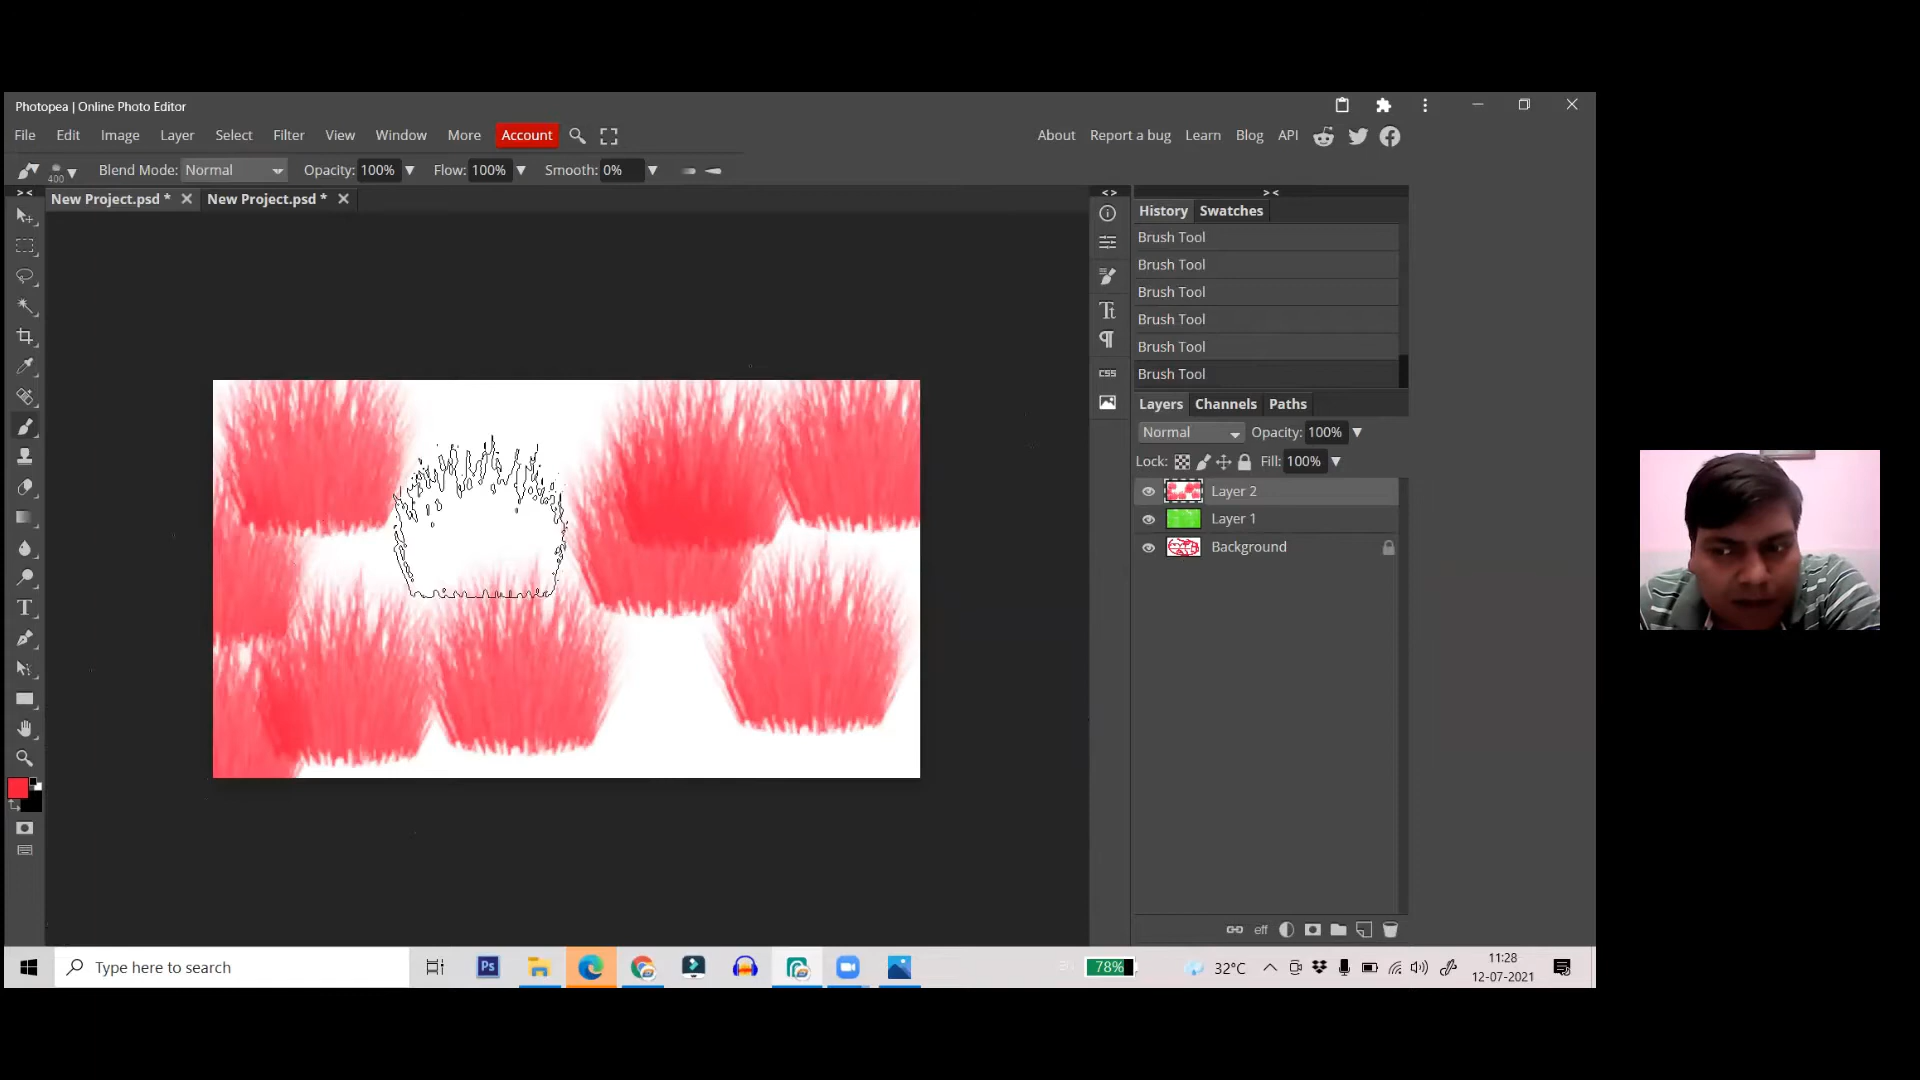 Photopea | Online Photo Editor
File Edit Image Layer Select Filter View Window More Account About Report a bug Learn Blog API
400 Blend Mode: Normal Opacity: 100% Flow: 100% Smooth: 0%
New Project.psd * New Project.psd *
History Swatches
Brush Tool
Brush Tool
Brush Tool
Brush Tool
Brush Tool
Brush Tool
CSS
Layers Channels Paths
Normal Opacity: 100%
Lock: Fill: 100%
Layer 2
Layer 1
Background
eff
Type here to search Ps 78% 32°C 11:28
12-07-2021